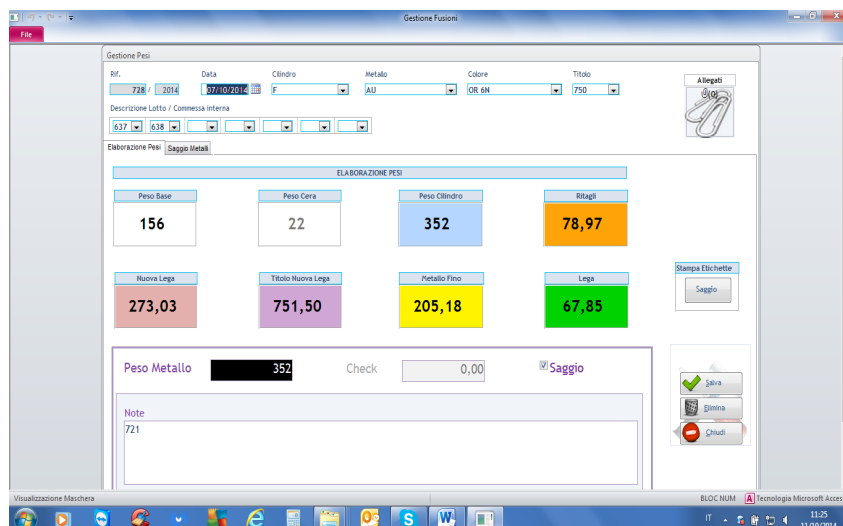 Gestione Fusioni
File
Gestione Pesi
Rif. Data Cilindro Metallo Colore Titolo
728 / 2014 07/10/2014 F AU OR 6N 750
Allegati
@(0)
Descrizione Lotto / Commessa interna
637 638
Elaborazione Pesi Saggio Metalli
ELABORAZIONE PESI
Peso Base Peso Cera Peso Cilindro Ritagli
156 22 352 78,97
Nuova Lega Titolo Nuova Lega Metallo Fino Lega
273,03 751,50 205,18 67,85
Stampa Etichette
Saggio
Peso Metallo 352 Check 0,00 Saggio
Note
721
Salva
Elimina
Chiudi
Visualizzazione Maschera BLOC NUM Tecnologia Microsoft Acces
IT 11:25
11/10/2014